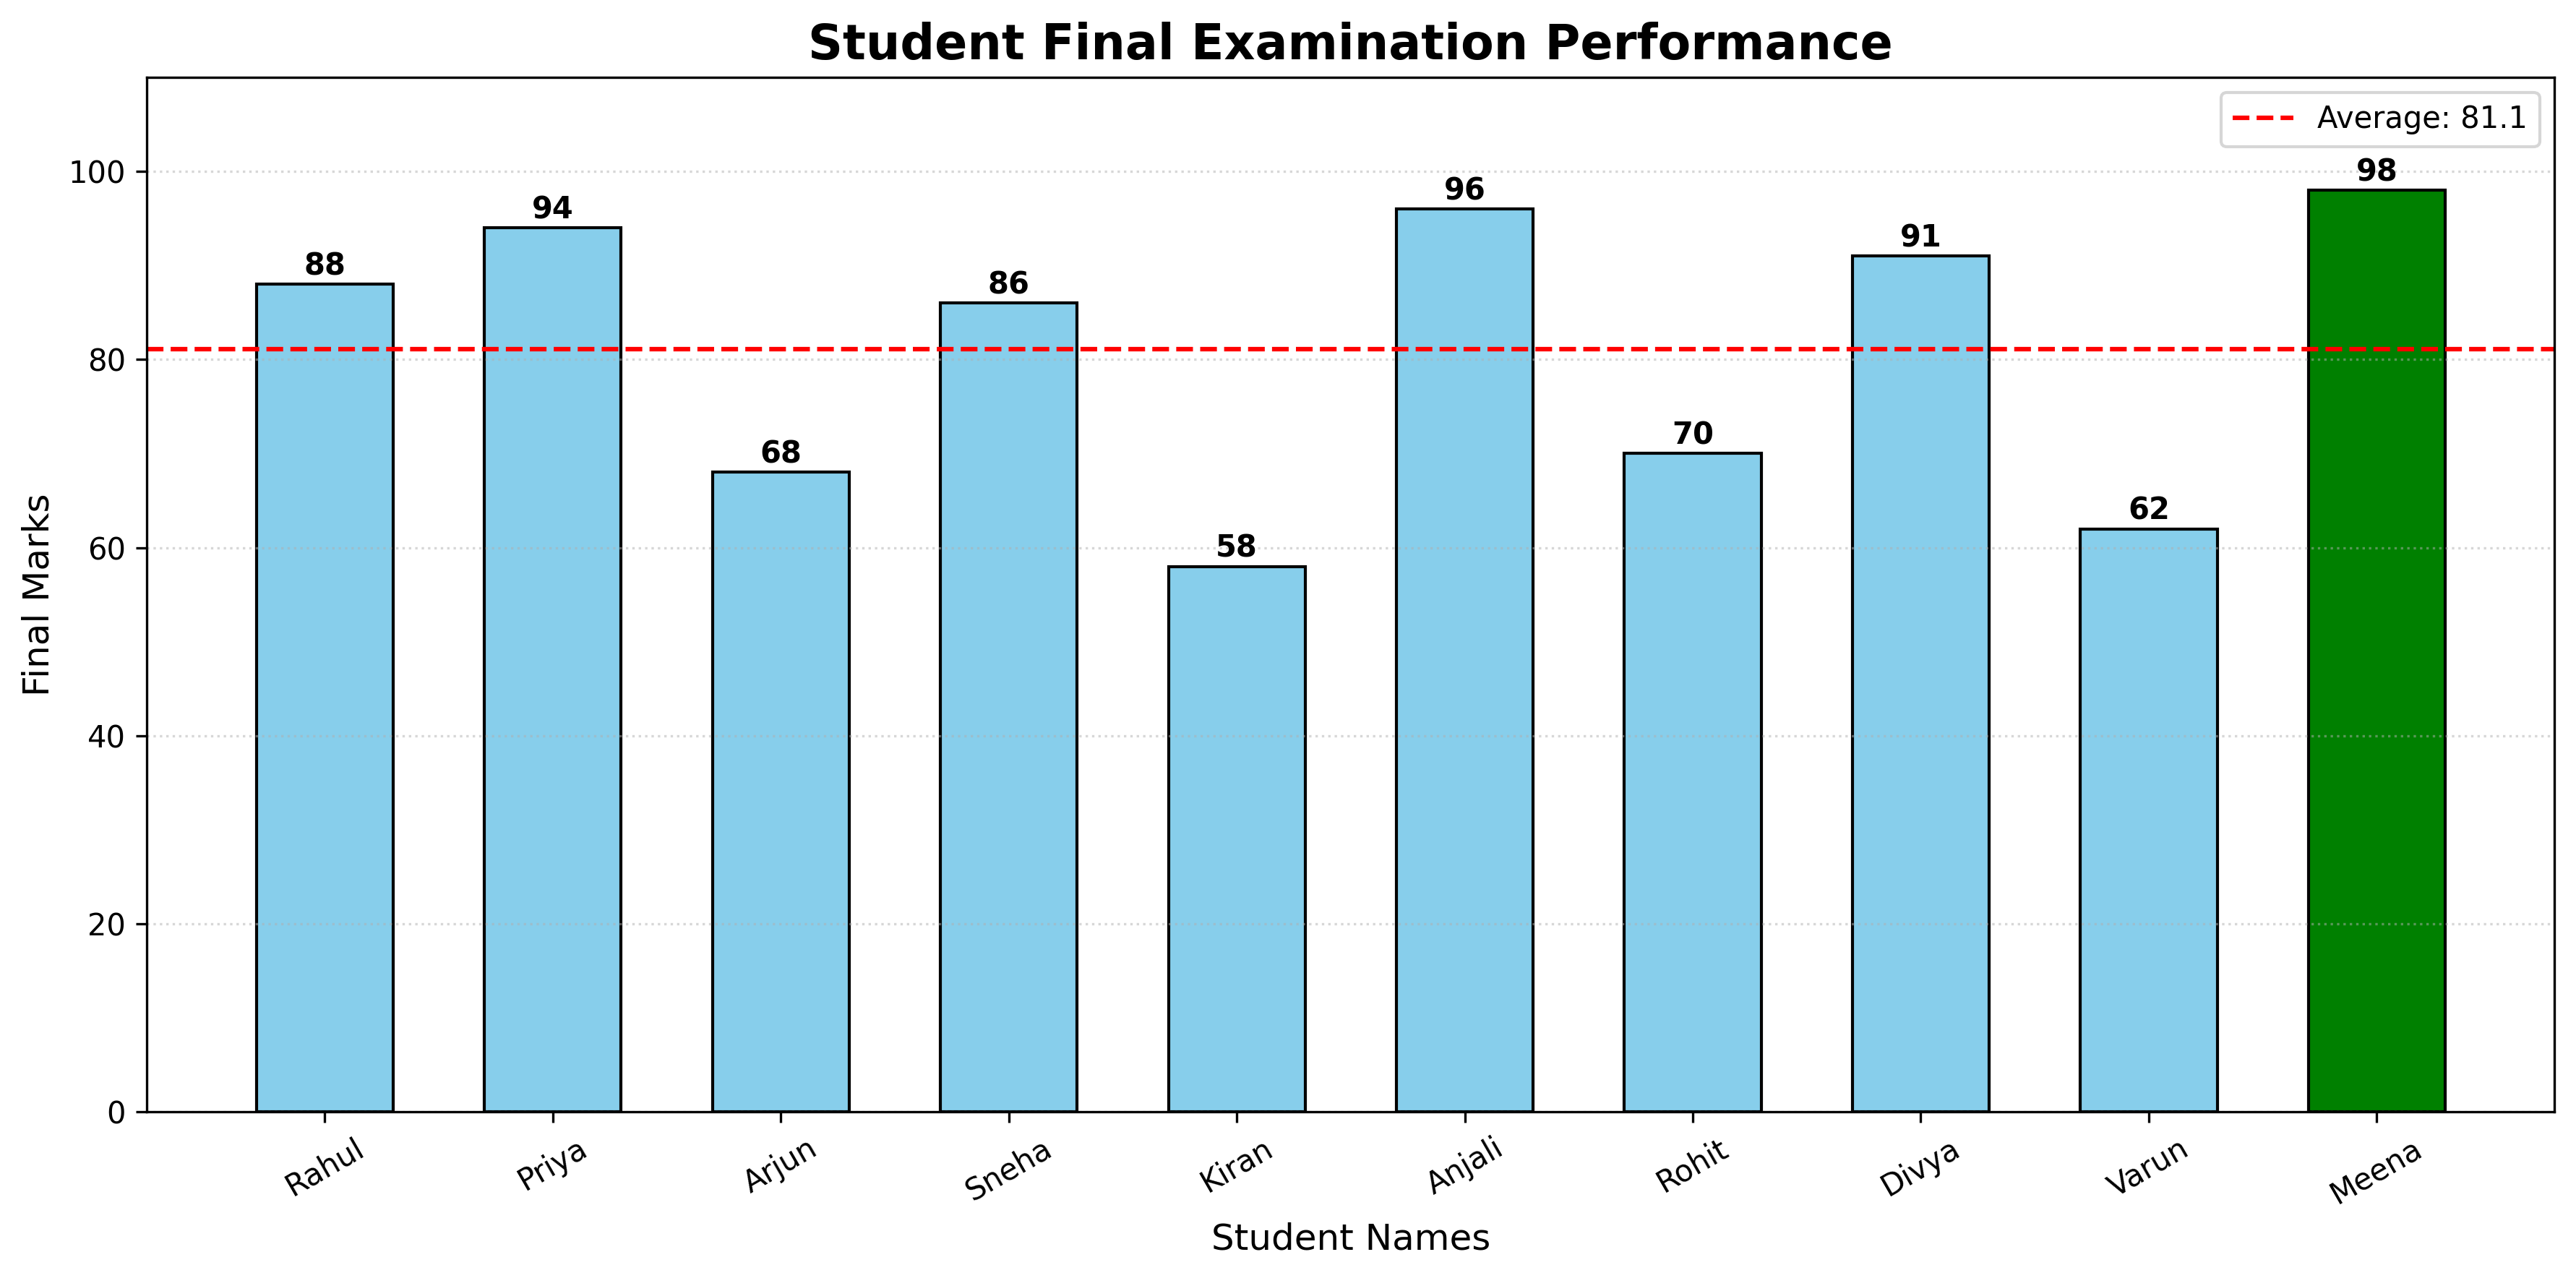 Student Final Examination Performance
Average: 81.1
100
80
60
40
20
0
Final Marks
88
94
68
86
58
96
70
91
62
98
Rahul
Priya
Arjun
Sneha
Kiran
Anjali
Rohit
Divya
Varun
Meena
Student Names